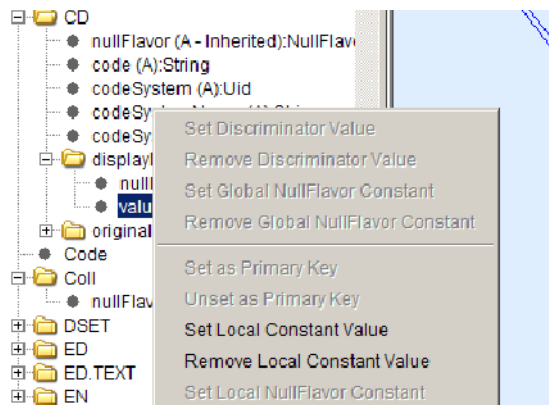 CD
nullFlavor (A - Inherited):NullFlav
code (A):String
codeSystem (A):Uid
codeSy
codeSy
display
null
valu
original
Code
Coll
nullFlav
DSET
ED
ED.TEXT
EN
Set Discriminator Value
Remove Discriminator Value
Set Global NullFlavor Constant
Remove Global NullFlavor Constant
Set as Primary Key
Unset as Primary Key
Set Local Constant Value
Remove Local Constant Value
Set Local NullFlavor Constant